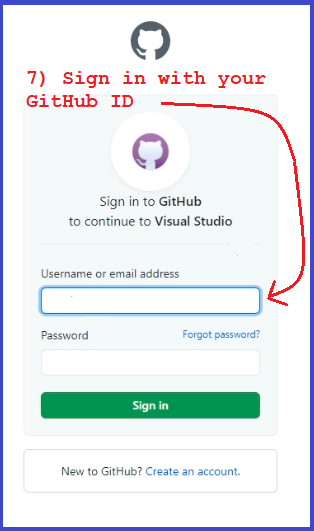 7) Sign in with your
GitHub ID
Sign in to GitHub
to continue to Visual Studio
Username or email address
Password
Forgot password?
Sign in
New to GitHub? Create an account.